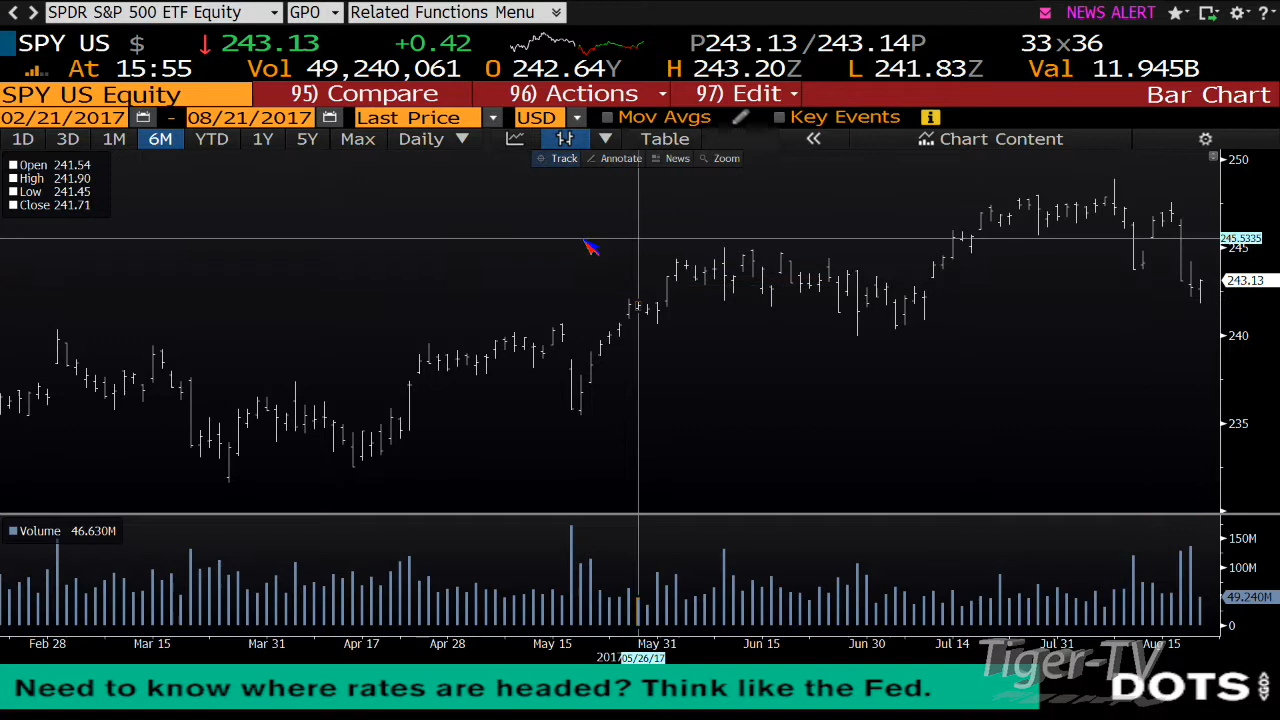 SPDR S&P 500 ETF Equity GPO Related Functions Menu NEWS ALERT ?
SPY US $ 243.13 +0.42 P243.13/243.14P 33x36
At 15:55 Vol 49,240,061 O 242.64Y H 243.20Z L 241.83Z Val 11.945B
SPY US Equity 95) Compare 96) Actions 97) Edit Bar Chart
02/21/2017 - 08/21/2017 Last Price USD Mov Avgs Key Events i
1D 3D 1M 6M YTD 1Y 5Y Max Daily Table « Chart Content
Track Annotate News Zoom
Open 241.54
High 241.90
Low 241.45
Close 241.71
250
245.5335
245
243.13
240
235
Volume 46.630M
150M
100M
49.240M
0
Feb 28 Mar 15 Mar 31 Apr 17 Apr 28 May 15 May 31 Jun 15 Jun 30 Jul 14 Jul 31 Aug 15
2017 05/26/17
Tiger-TV
Need to know where rates are headed? Think like the Fed.
DOTS